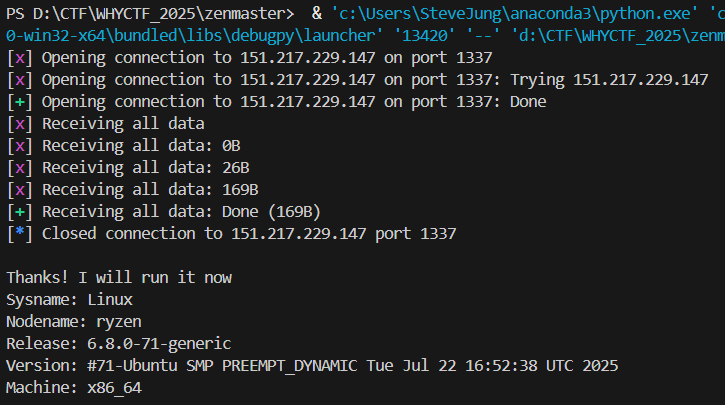 PS D:\CTF\WHYCTF_2025\zenmaster>  & 'c:\Users\SteveJung\anaconda3\python.exe' 'c
0-win32-x64\bundled\libs\debugpy\launcher' '13420' '--' 'd:\CTF\WHYCTF_2025\zenm
[x] Opening connection to 151.217.229.147 on port 1337
[x] Opening connection to 151.217.229.147 on port 1337: Trying 151.217.229.147
[+] Opening connection to 151.217.229.147 on port 1337: Done
[x] Receiving all data
[x] Receiving all data: 0B
[x] Receiving all data: 26B
[x] Receiving all data: 169B
[+] Receiving all data: Done (169B)
[*] Closed connection to 151.217.229.147 port 1337
Thanks! I will run it now
Sysname: Linux
Nodename: ryzen
Release: 6.8.0-71-generic
Version: #71-Ubuntu SMP PREEMPT_DYNAMIC Tue Jul 22 16:52:38 UTC 2025
Machine: x86_64